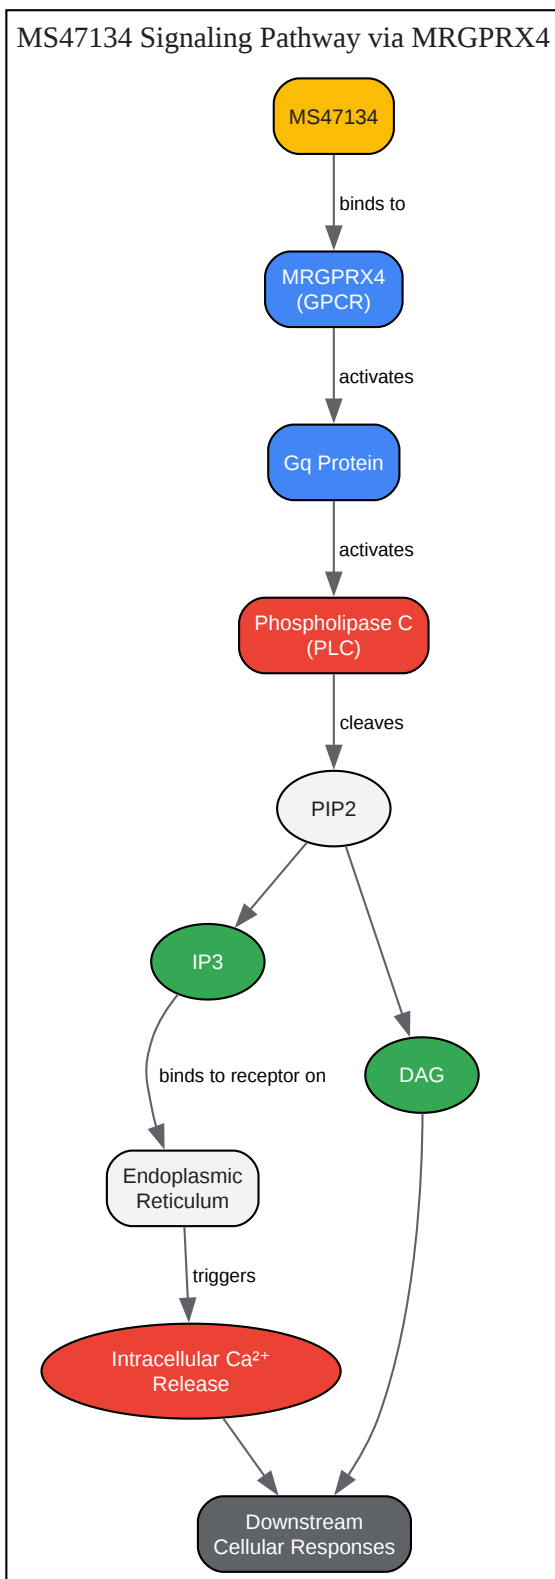 MS47134 Signaling Pathway via MRGPRX4
MS47134
binds to
MRGPRX4
(GPCR)
activates
Gq Protein
activates
Phospholipase C
(PLC)
cleaves
PIP2
IP3
binds to receptor on
DAG
Endoplasmic
Reticulum
triggers
Intracellular Ca²⁺
Release
Downstream
Cellular Responses